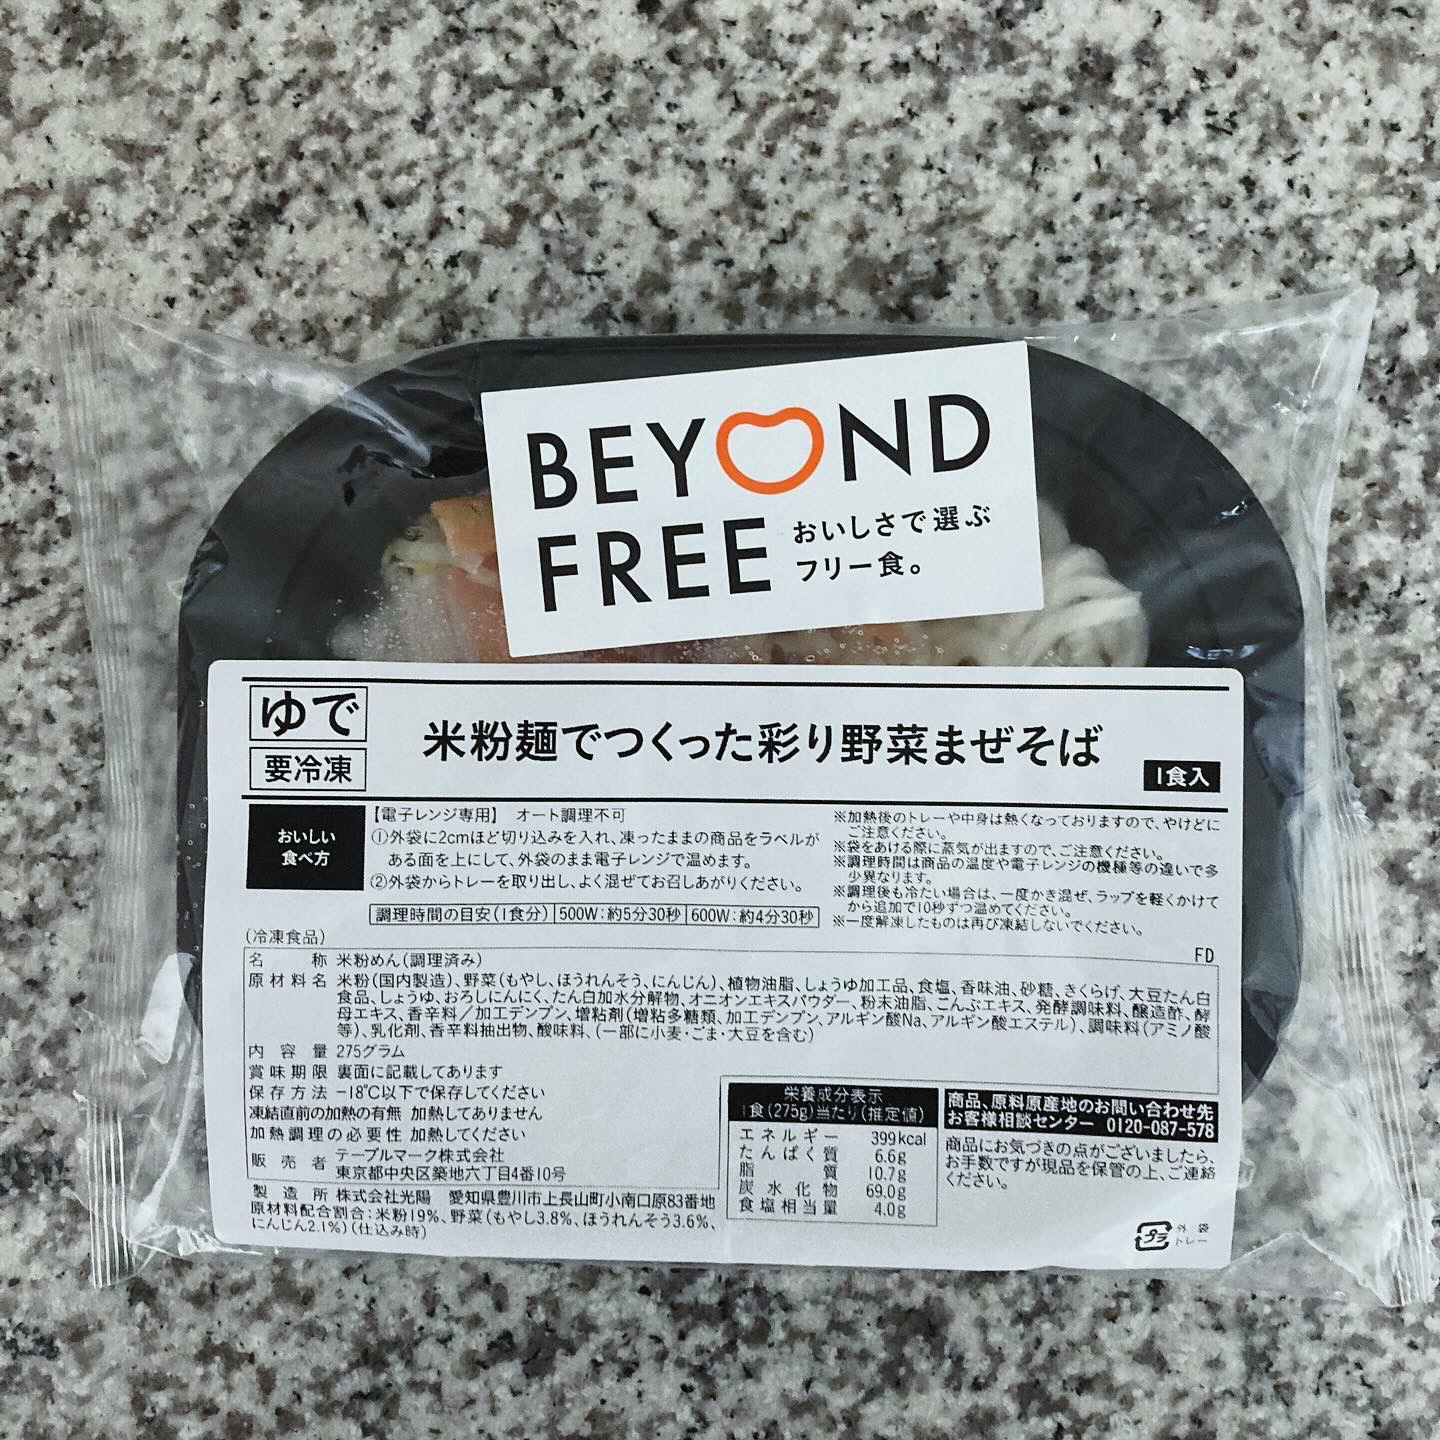 BEYOND
FREE
おいしさで選ぶ
フリー食。
ゆで
要冷凍
米粉麺でつくった彩り野菜まぜそば
1食入
おいしい
食べ方
【電子レンジ専用】 オート調理不可
①外袋に2cmほど切り込みを入れ、凍ったままの商品をラベルが
ある面を上にして、外袋のまま電子レンジで温めます。
②外袋からトレーを取り出し、よく混ぜてお召しあがりください。
調理時間の目安(1食分) 500W:約5分30秒 600W:約4分30秒
※加熱後のトレーや中身は熱くなっておりますので、やけどに
ご注意ください。
※袋をあける際に蒸気が出ますので、ご注意ください。
※調理時間は商品の温度や電子レンジの機種等の違いで多
少異なります。
※調理後も冷たい場合は、一度かき混ぜ、ラップを軽くかけて
から追加で10秒ずつ温めてください。
※一度解凍したものは再び凍結しないでください。
(冷凍食品)
FD
名称 米粉めん(調理済み)
原材料名 米粉(国内製造)、野菜(もやし、ほうれんそう、にんじん)、植物油脂、しょうゆ加工品、食塩、香味油、砂糖、きくらげ、大豆たん白
食品、しょうゆ、おろしにんにく、たん白加水分解物、オニオンエキスパウダー、粉末油脂、こんぶエキス、発酵調味料、醸造酢、酵
母エキス、香辛料/加工デンプン、増粘剤(増粘多糖類、加工デンプン、アルギン酸Na、アルギン酸エステル)、調味料(アミノ酸
等)、乳化剤、香辛料抽出物、酸味料、(一部に小麦・ごま・大豆を含む)
内容量 275グラム
賞味期限 裏面に記載してあります
保存方法 -18℃以下で保存してください
凍結直前の加熱の有無 加熱してありません
加熱調理の必要性 加熱してください
販売者 テーブルマーク株式会社
東京都中央区築地六丁目4番10号
製造所 株式会社光陽 愛知県豊川市上長山町小南口原83番地
原材料配合割合:米粉19%、野菜(もやし3.8%、ほうれんそう3.6%、
にんじん2.1%)(仕込み時)
栄養成分表示
1食(275g)当たり(推定値)
エネルギー 399kcal
たんぱく質 6.6g
脂質 10.7g
炭水化物 69.0g
食塩相当量 4.0g
商品、原料原産地のお問い合わせ先
お客様相談センター 0120-087-578
商品にお気づきの点がございましたら、
お手数ですが現品を保管の上、ご連絡
ください。
プラ 外袋
トレー